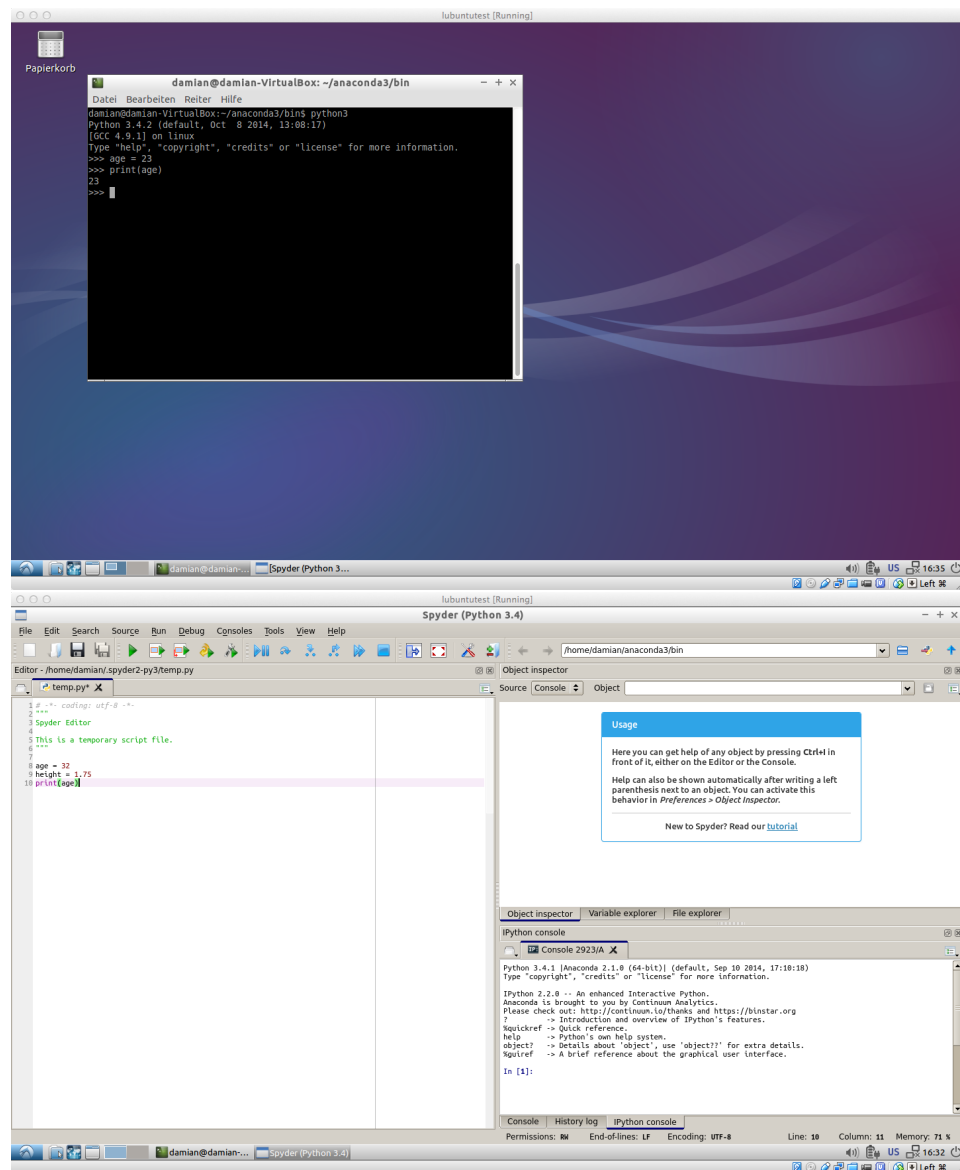 lubuntutest [Running]
Papierkorb
damian@damian-VirtualBox: ~/anaconda3/bin
Datei Bearbeiten Reiter Hilfe
damian@damian-VirtualBox:~/anaconda3/bin$ python3
Python 3.4.2 (default, Oct  8 2014, 13:08:17)
[GCC 4.9.1] on linux
Type "help", "copyright", "credits" or "license" for more information.
>>> age = 23
>>> print(age)
23
>>>
damian@damian-... [Spyder (Python 3... US 16:35
Left ⌘
lubuntutest [Running]
Spyder (Python 3.4)
File Edit Search Source Run Debug Consoles Tools View Help
/home/damian/anaconda3/bin
Editor - /home/damian/.spyder2-py3/temp.py
Object inspector
temp.py*
Source Console Object
1 # -*- coding: utf-8 -*-
2 """
3 Spyder Editor
4
5 This is a temporary script file.
6 """
7
8 age = 32
9 height = 1.75
10 print(age)
Usage
Here you can get help of any object by pressing Ctrl+I in
front of it, either on the Editor or the Console.
Help can also be shown automatically after writing a left
parenthesis next to an object. You can activate this
behavior in Preferences > Object Inspector.
New to Spyder? Read our tutorial
Object inspector Variable explorer File explorer
IPython console
IP: Console 2923/A
Python 3.4.1 |Anaconda 2.1.0 (64-bit)| (default, Sep 10 2014, 17:10:18)
Type "copyright", "credits" or "license" for more information.
IPython 2.2.0 -- An enhanced Interactive Python.
Anaconda is brought to you by Continuum Analytics.
Please check out: http://continuum.io/thanks and https://binstar.org
?         -> Introduction and overview of IPython's features.
%quickref -> Quick reference.
help      -> Python's own help system.
object?   -> Details about 'object', use 'object??' for extra details.
%guiref   -> A brief reference about the graphical user interface.
In [1]:
Console History log IPython console
Permissions: RW End-of-lines: LF Encoding: UTF-8 Line: 10 Column: 11 Memory: 71 %
damian@damian-... Spyder (Python 3.4) US 16:32
Left ⌘